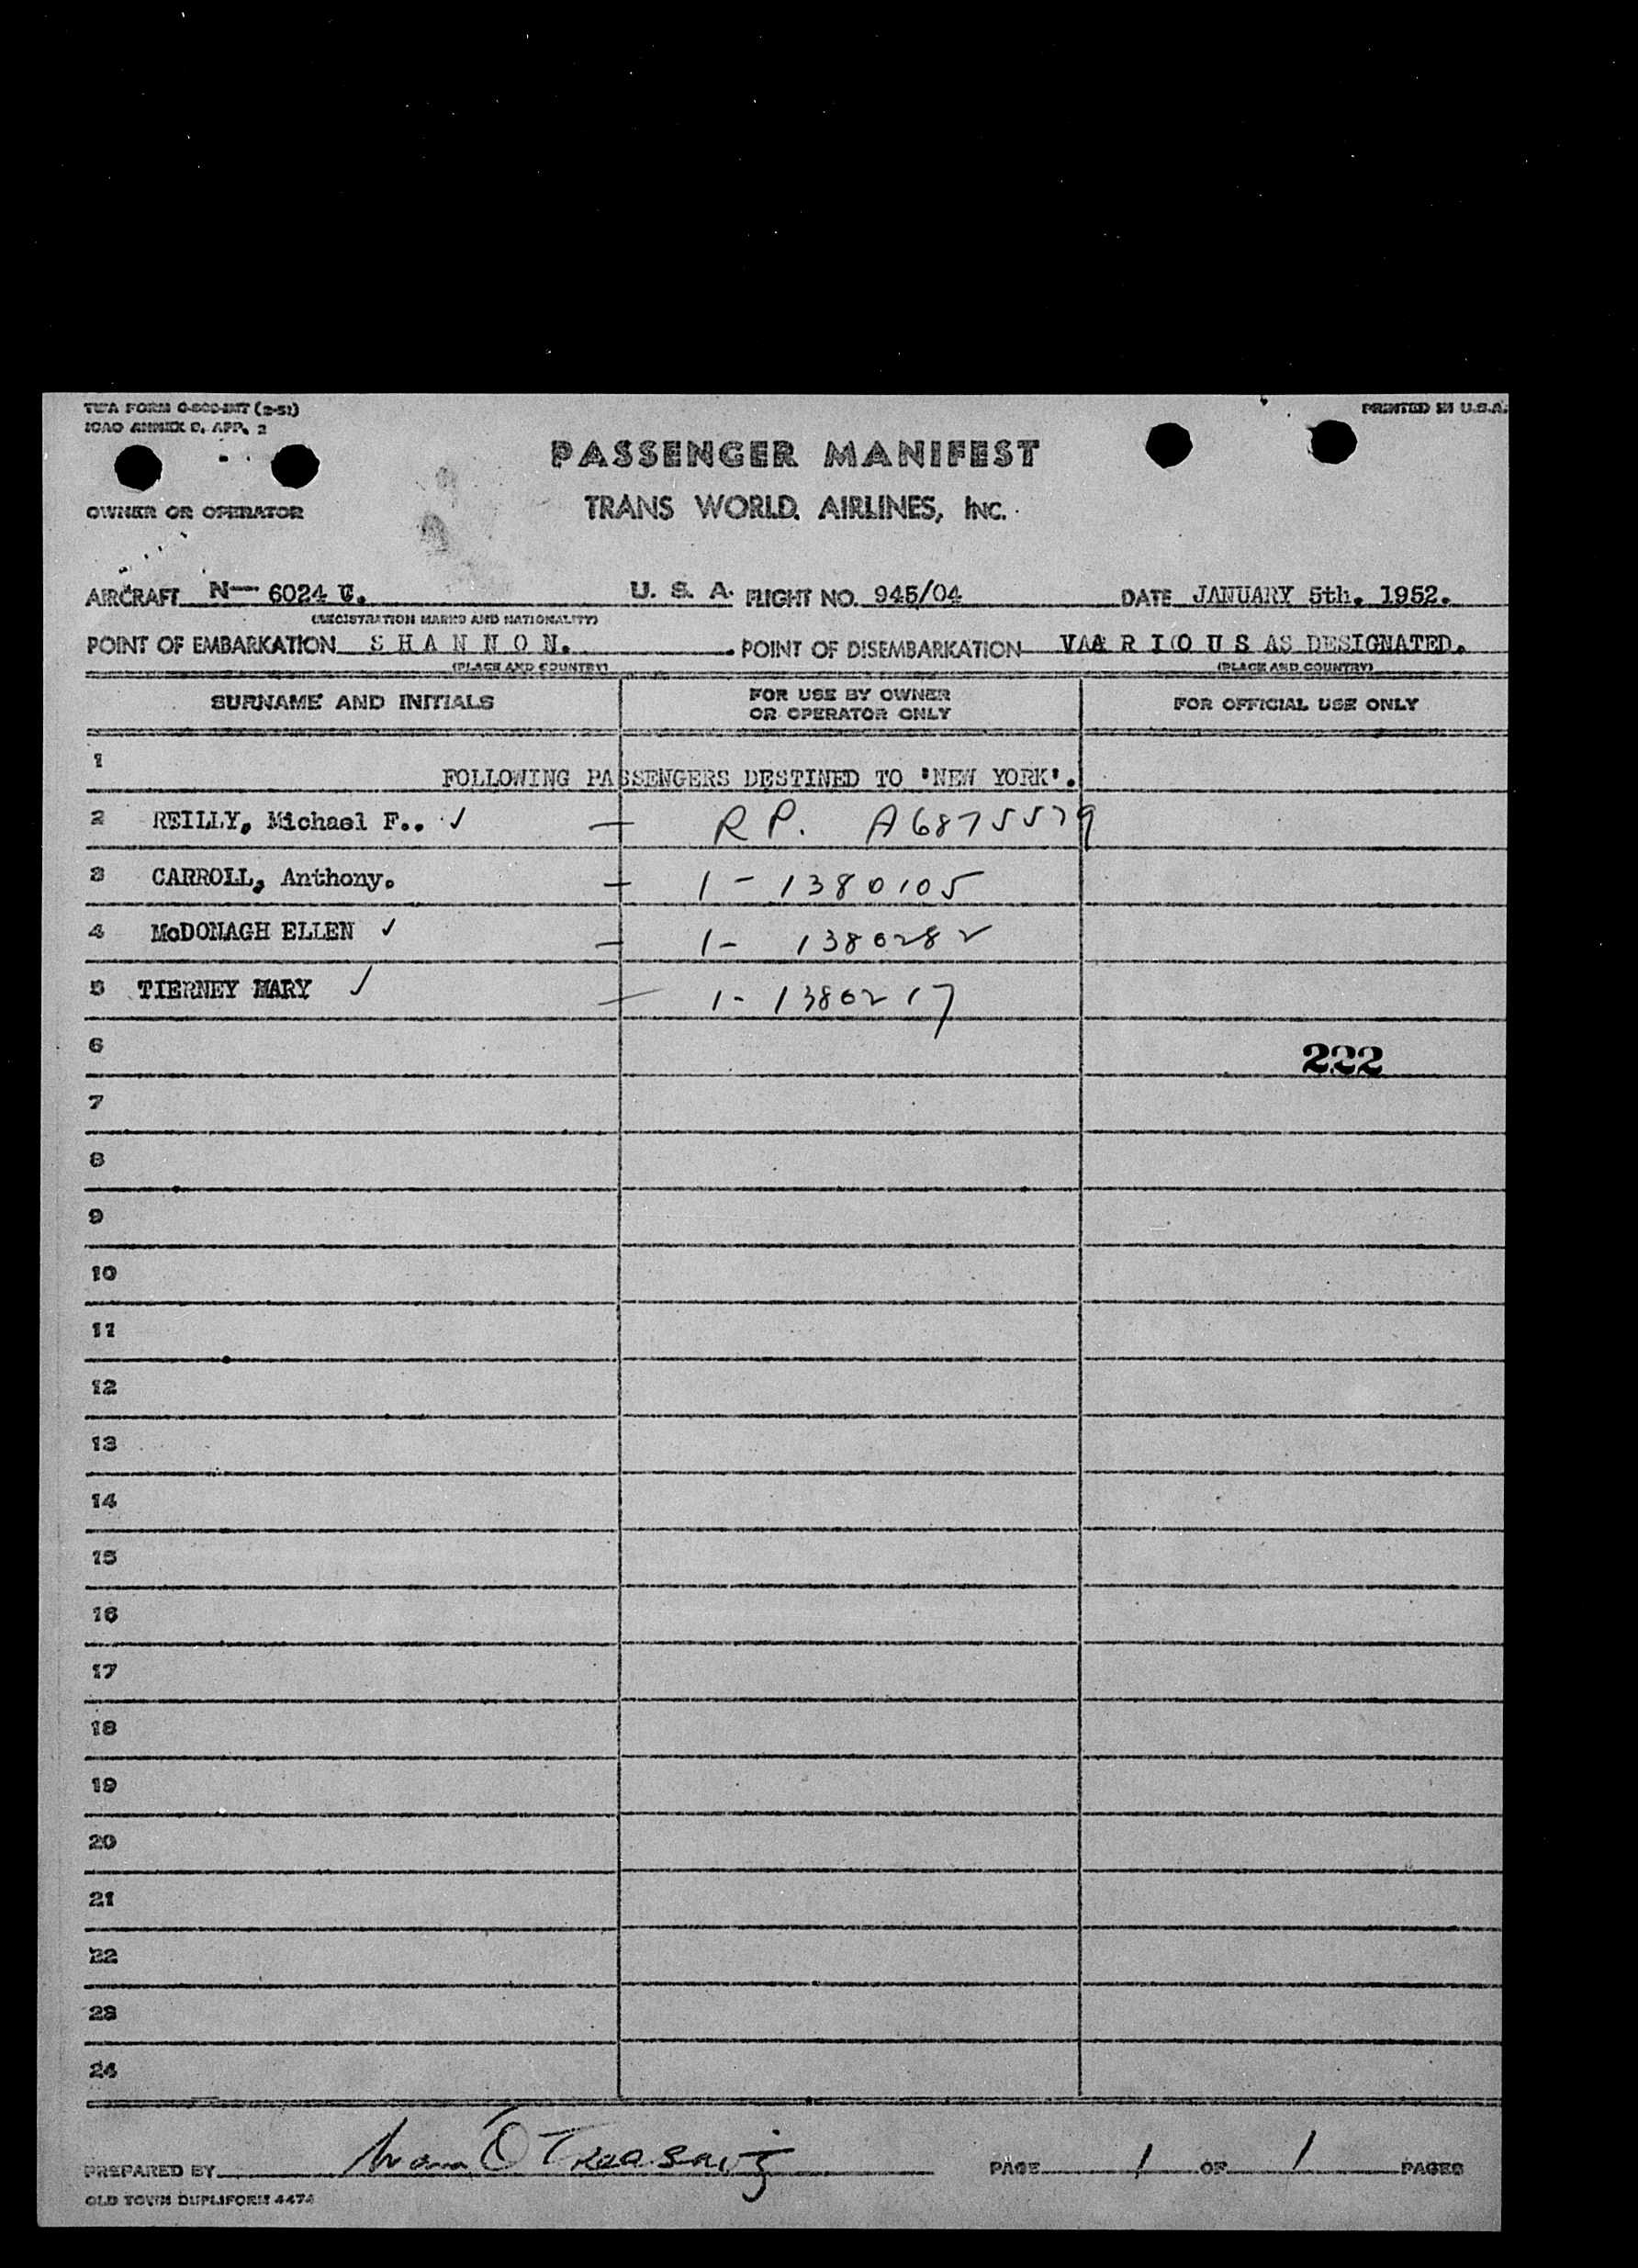 TWA FORM O-800-INT (2-51)
PRINTED IN U.S.A.
ICAO ANNEX 9, APP. 2
PASSENGER MANIFEST
OWNER OR OPERATOR
TRANS WORLD AIRLINES, INC.
AIRCRAFT N- 6024 C. U. S. A. FLIGHT NO. 945/04 DATE JANUARY 5th. 1952.
(REGISTRATION MARKS AND NATIONALITY)
POINT OF EMBARKATION S H A N N O N. POINT OF DISEMBARKATION VAA R I O U S AS DESIGNATED.
(PLACE AND COUNTRY) (PLACE AND COUNTRY)
SURNAME AND INITIALS FOR USE BY OWNER OR OPERATOR ONLY FOR OFFICIAL USE ONLY
1 FOLLOWING PASSENGERS DESTINED TO 'NEW YORK'.
2 REILLY, Michael F.. ✓ — R P. A6875579
3 CARROLL, Anthony. — 1 - 1380105
4 McDONAGH ELLEN ✓ — 1- 1380282
5 TIERNEY MARY ✓ — 1- 1380217
6 222
7
8
9
10
11
12
13
14
15
16
17
18
19
20
21
22
23
24
PREPARED BY PAGE 1 OF 1 PAGES
OLD TOWN DUPLIFORM 4474